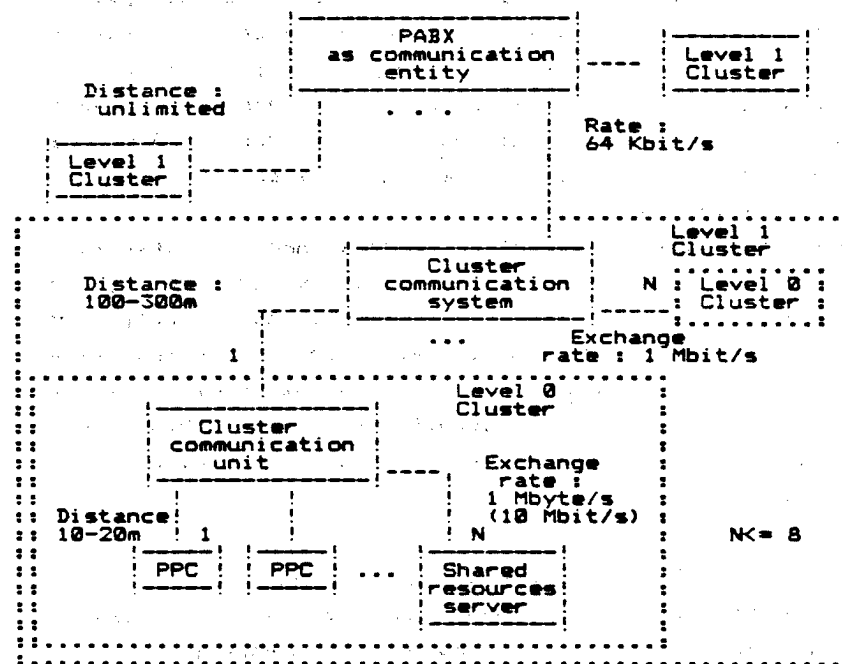 PABX
as communication
entity
Level 1
Cluster
Distance :
unlimited
. . .
Rate :
64 Kbit/s
Level 1
Cluster
Level 1
Cluster
Cluster
communication
system
Distance :
100-300m
N
Level 0
Cluster
...
Exchange
rate : 1 Mbit/s
1
Level 0
Cluster
Cluster
communication
unit
Exchange
rate :
1 Mbyte/s
(10 Mbit/s)
Distance
10-20m
1
N
N<= 8
PPC
PPC
...
Shared
resources
server